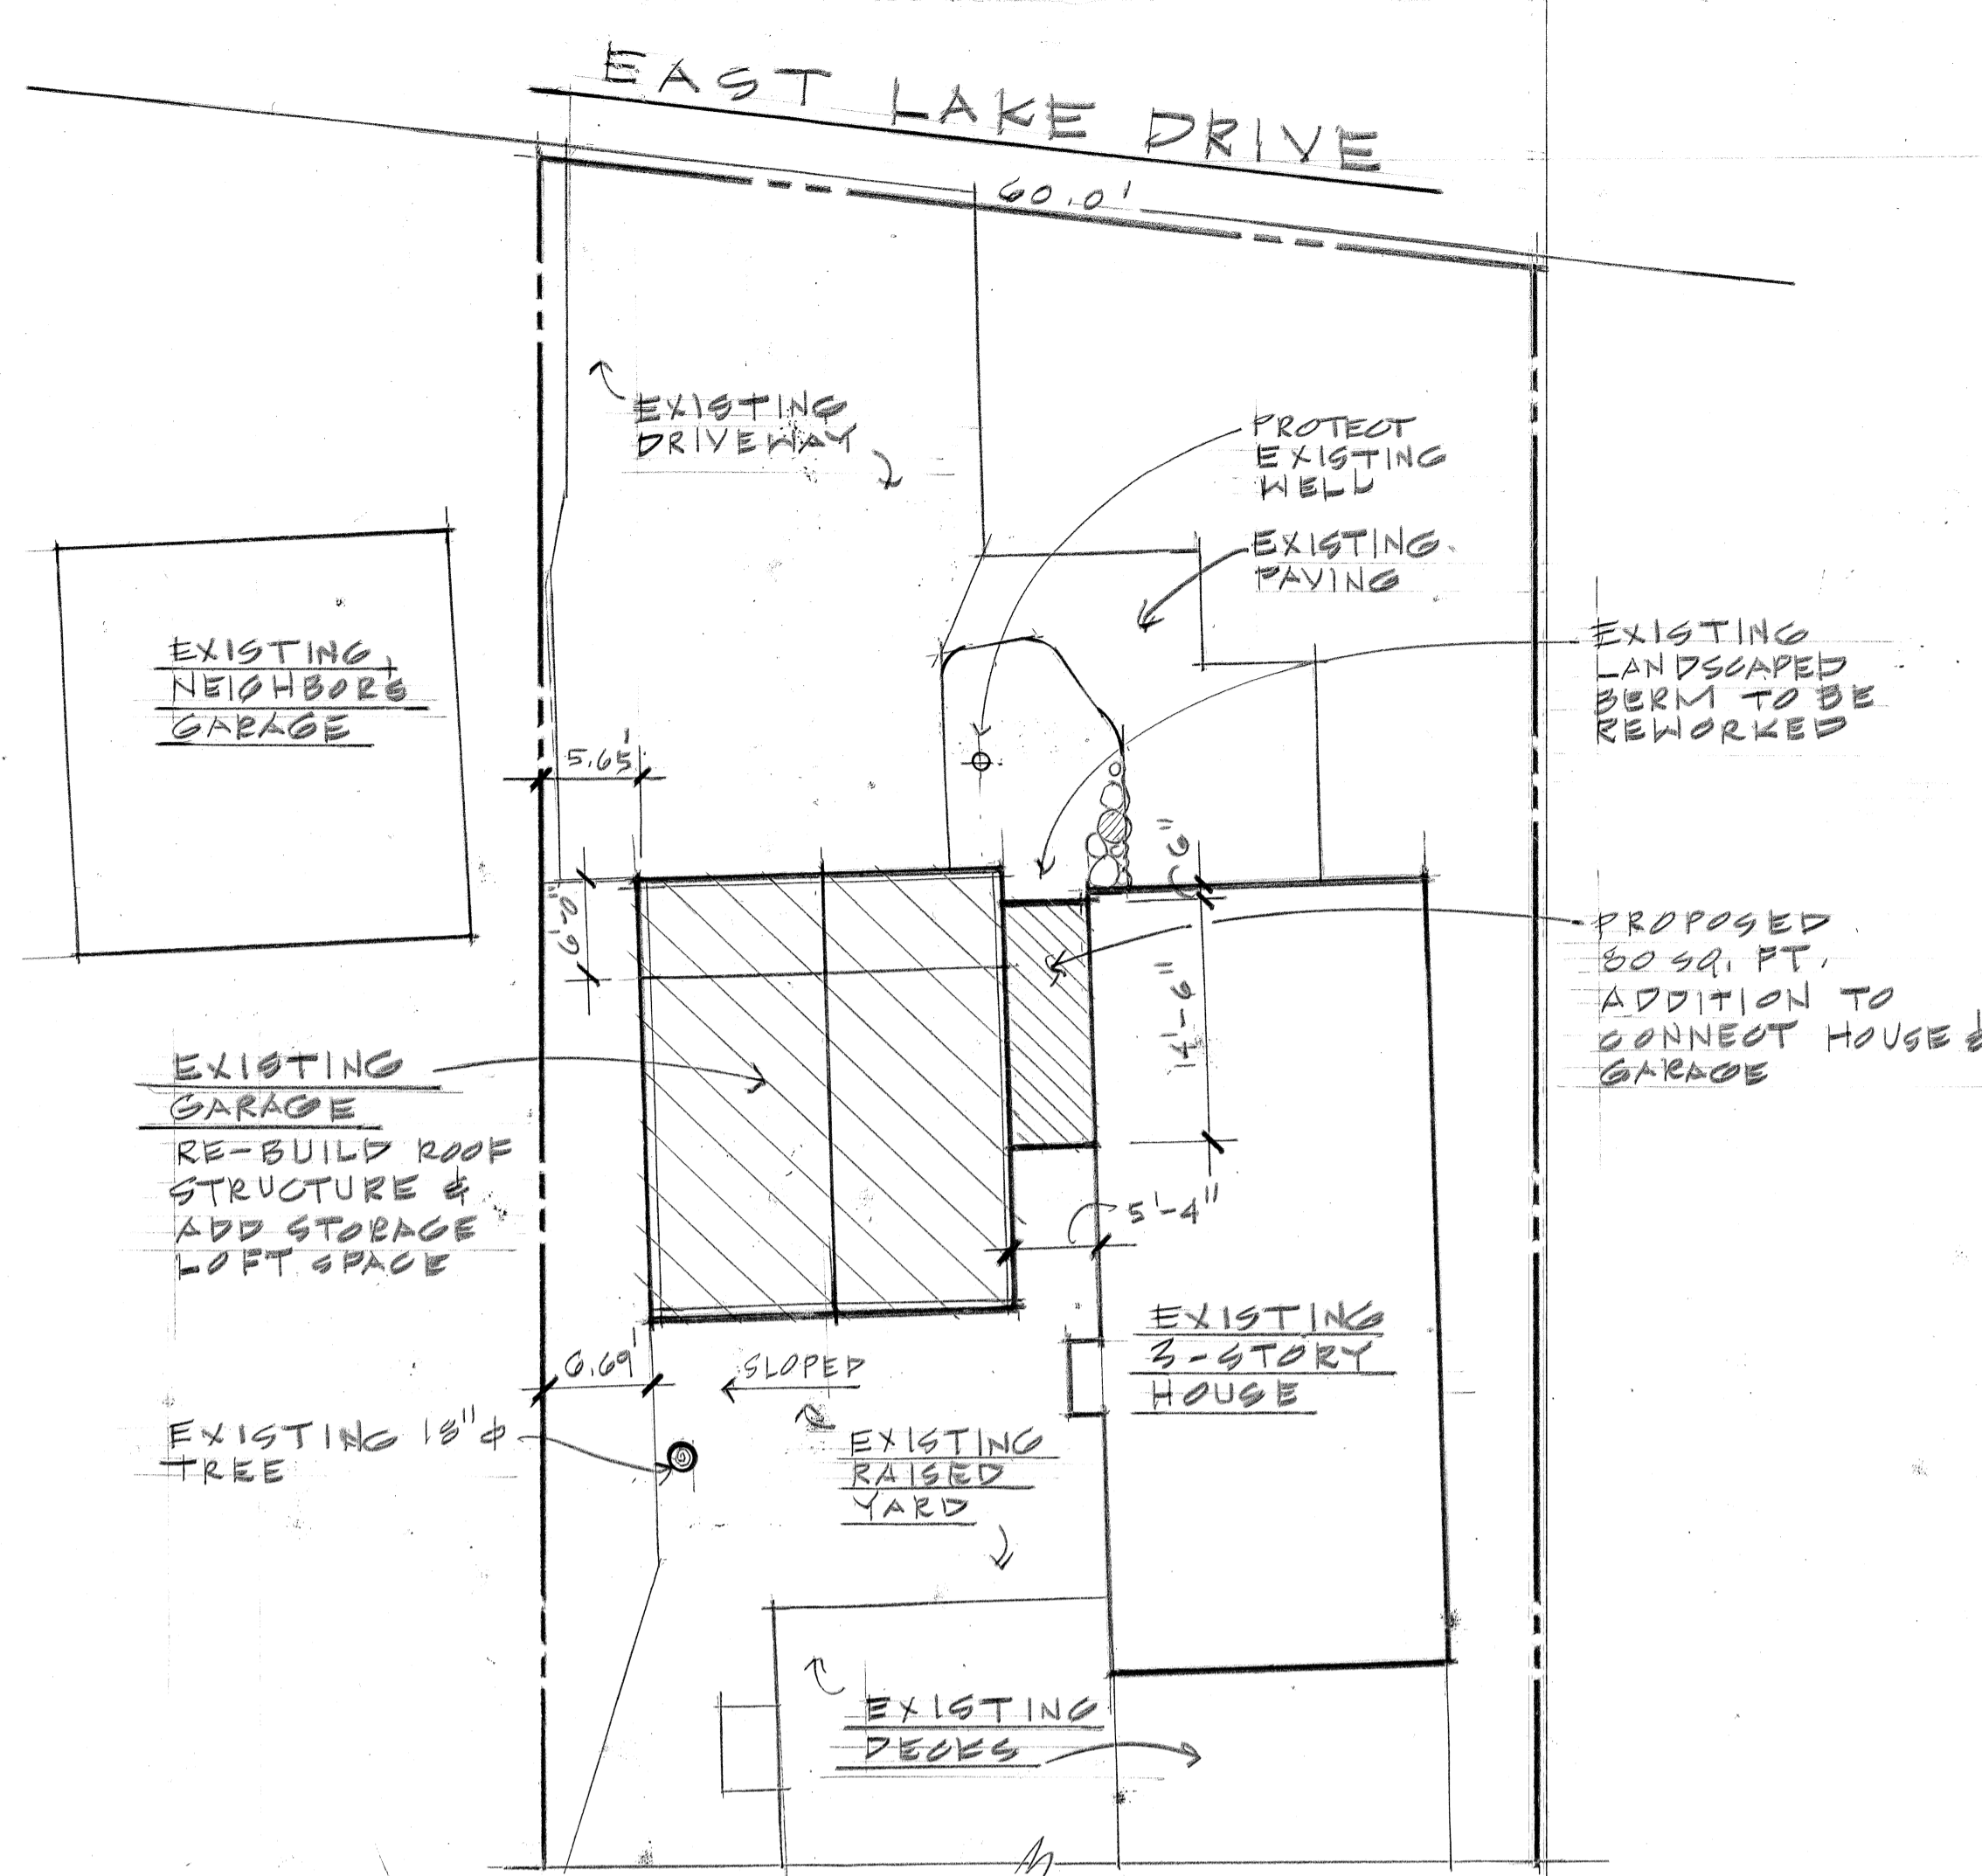 EAST LAKE DRIVE
60.0'
EXISTING
DRIVEWAY
PROTECT
EXISTING
WELL
EXISTING
PAVING
EXISTING
NEIGHBOR'S
GARAGE
EXISTING
LANDSCAPED
BERM TO BE
REWORKED
5.65'
6"
PROPOSED
80 SQ. FT.
ADDITION TO
CONNECT HOUSE &
GARAGE
6'-0"
14'-6"
EXISTING
GARAGE
RE-BUILD ROOF
STRUCTURE &
ADD STORAGE
LOFT SPACE
5'-4"
EXISTING
3-STORY
HOUSE
6.69'
SLOPED
EXISTING 18"φ
TREE
EXISTING
RAISED
YARD
EXISTING
DECKS